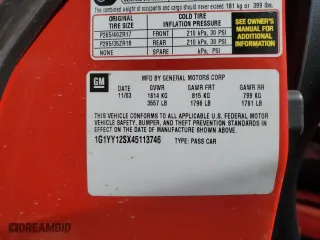 The combined weight of occupants and cargo should never exceed 181 kg or 399 lbs.
ORIGINAL TIRE SIZE
COLD TIRE INFLATION PRESSURE
SEE OWNER'S MANUAL FOR ADDITIONAL INFORMATION
P265/40ZR17 FRONT 210 kPa, 30 PSI
P295/35ZR18 REAR 210 kPa, 30 PSI
NONE SPARE kPa, PSI
GM
MFD BY GENERAL MOTORS CORP
DATE GVWR GAWR FRT GAWR RR
11/03 1614 KG 815 KG 799 KG
3557 LB 1796 LB 1761 LB
THIS VEHICLE CONFORMS TO ALL APPLICABLE U.S. FEDERAL MOTOR
VEHICLE SAFETY, BUMPER, AND THEFT PREVENTION STANDARDS IN
EFFECT ON THE DATE OF MANUFACTURE SHOWN ABOVE.
1G1YY12SX45113746 TYPE: PASS CAR
DREAMBID